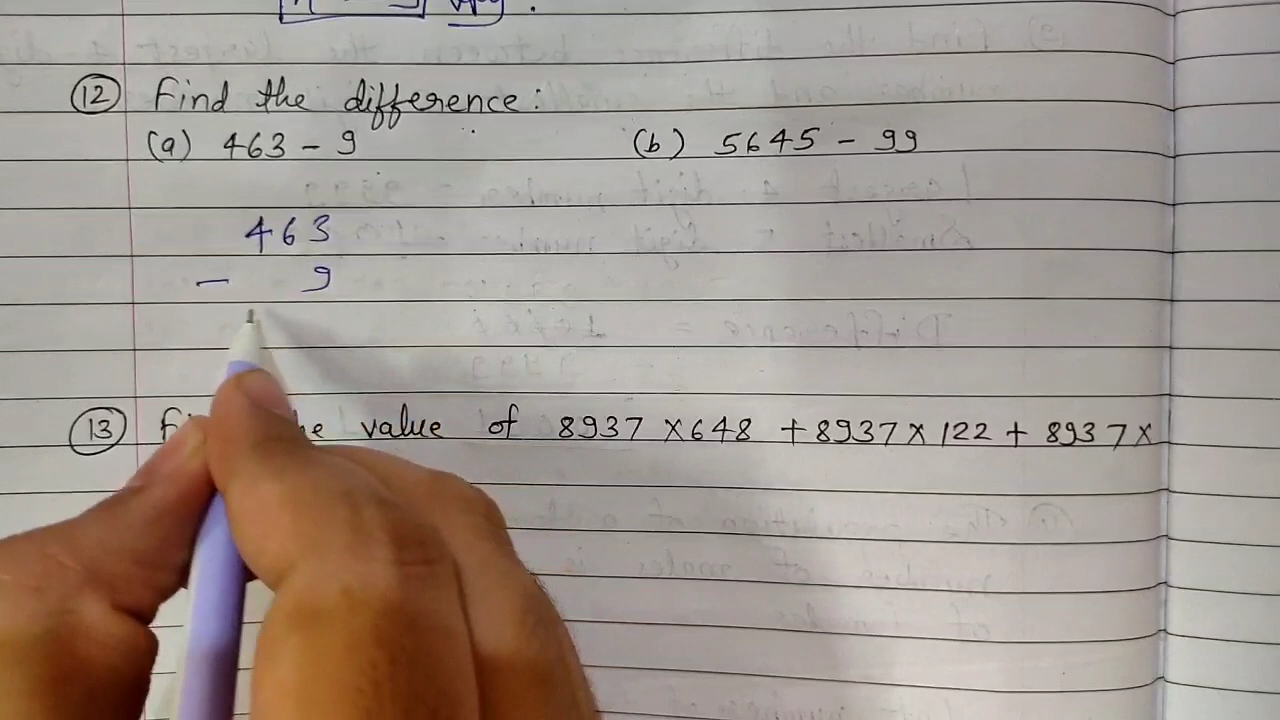 (12) Find the difference:
(a) 463 - 9 (b) 5645 - 99
463
- 9
(13) value of 8937 × 648 + 8937 × 122 + 8937 ×